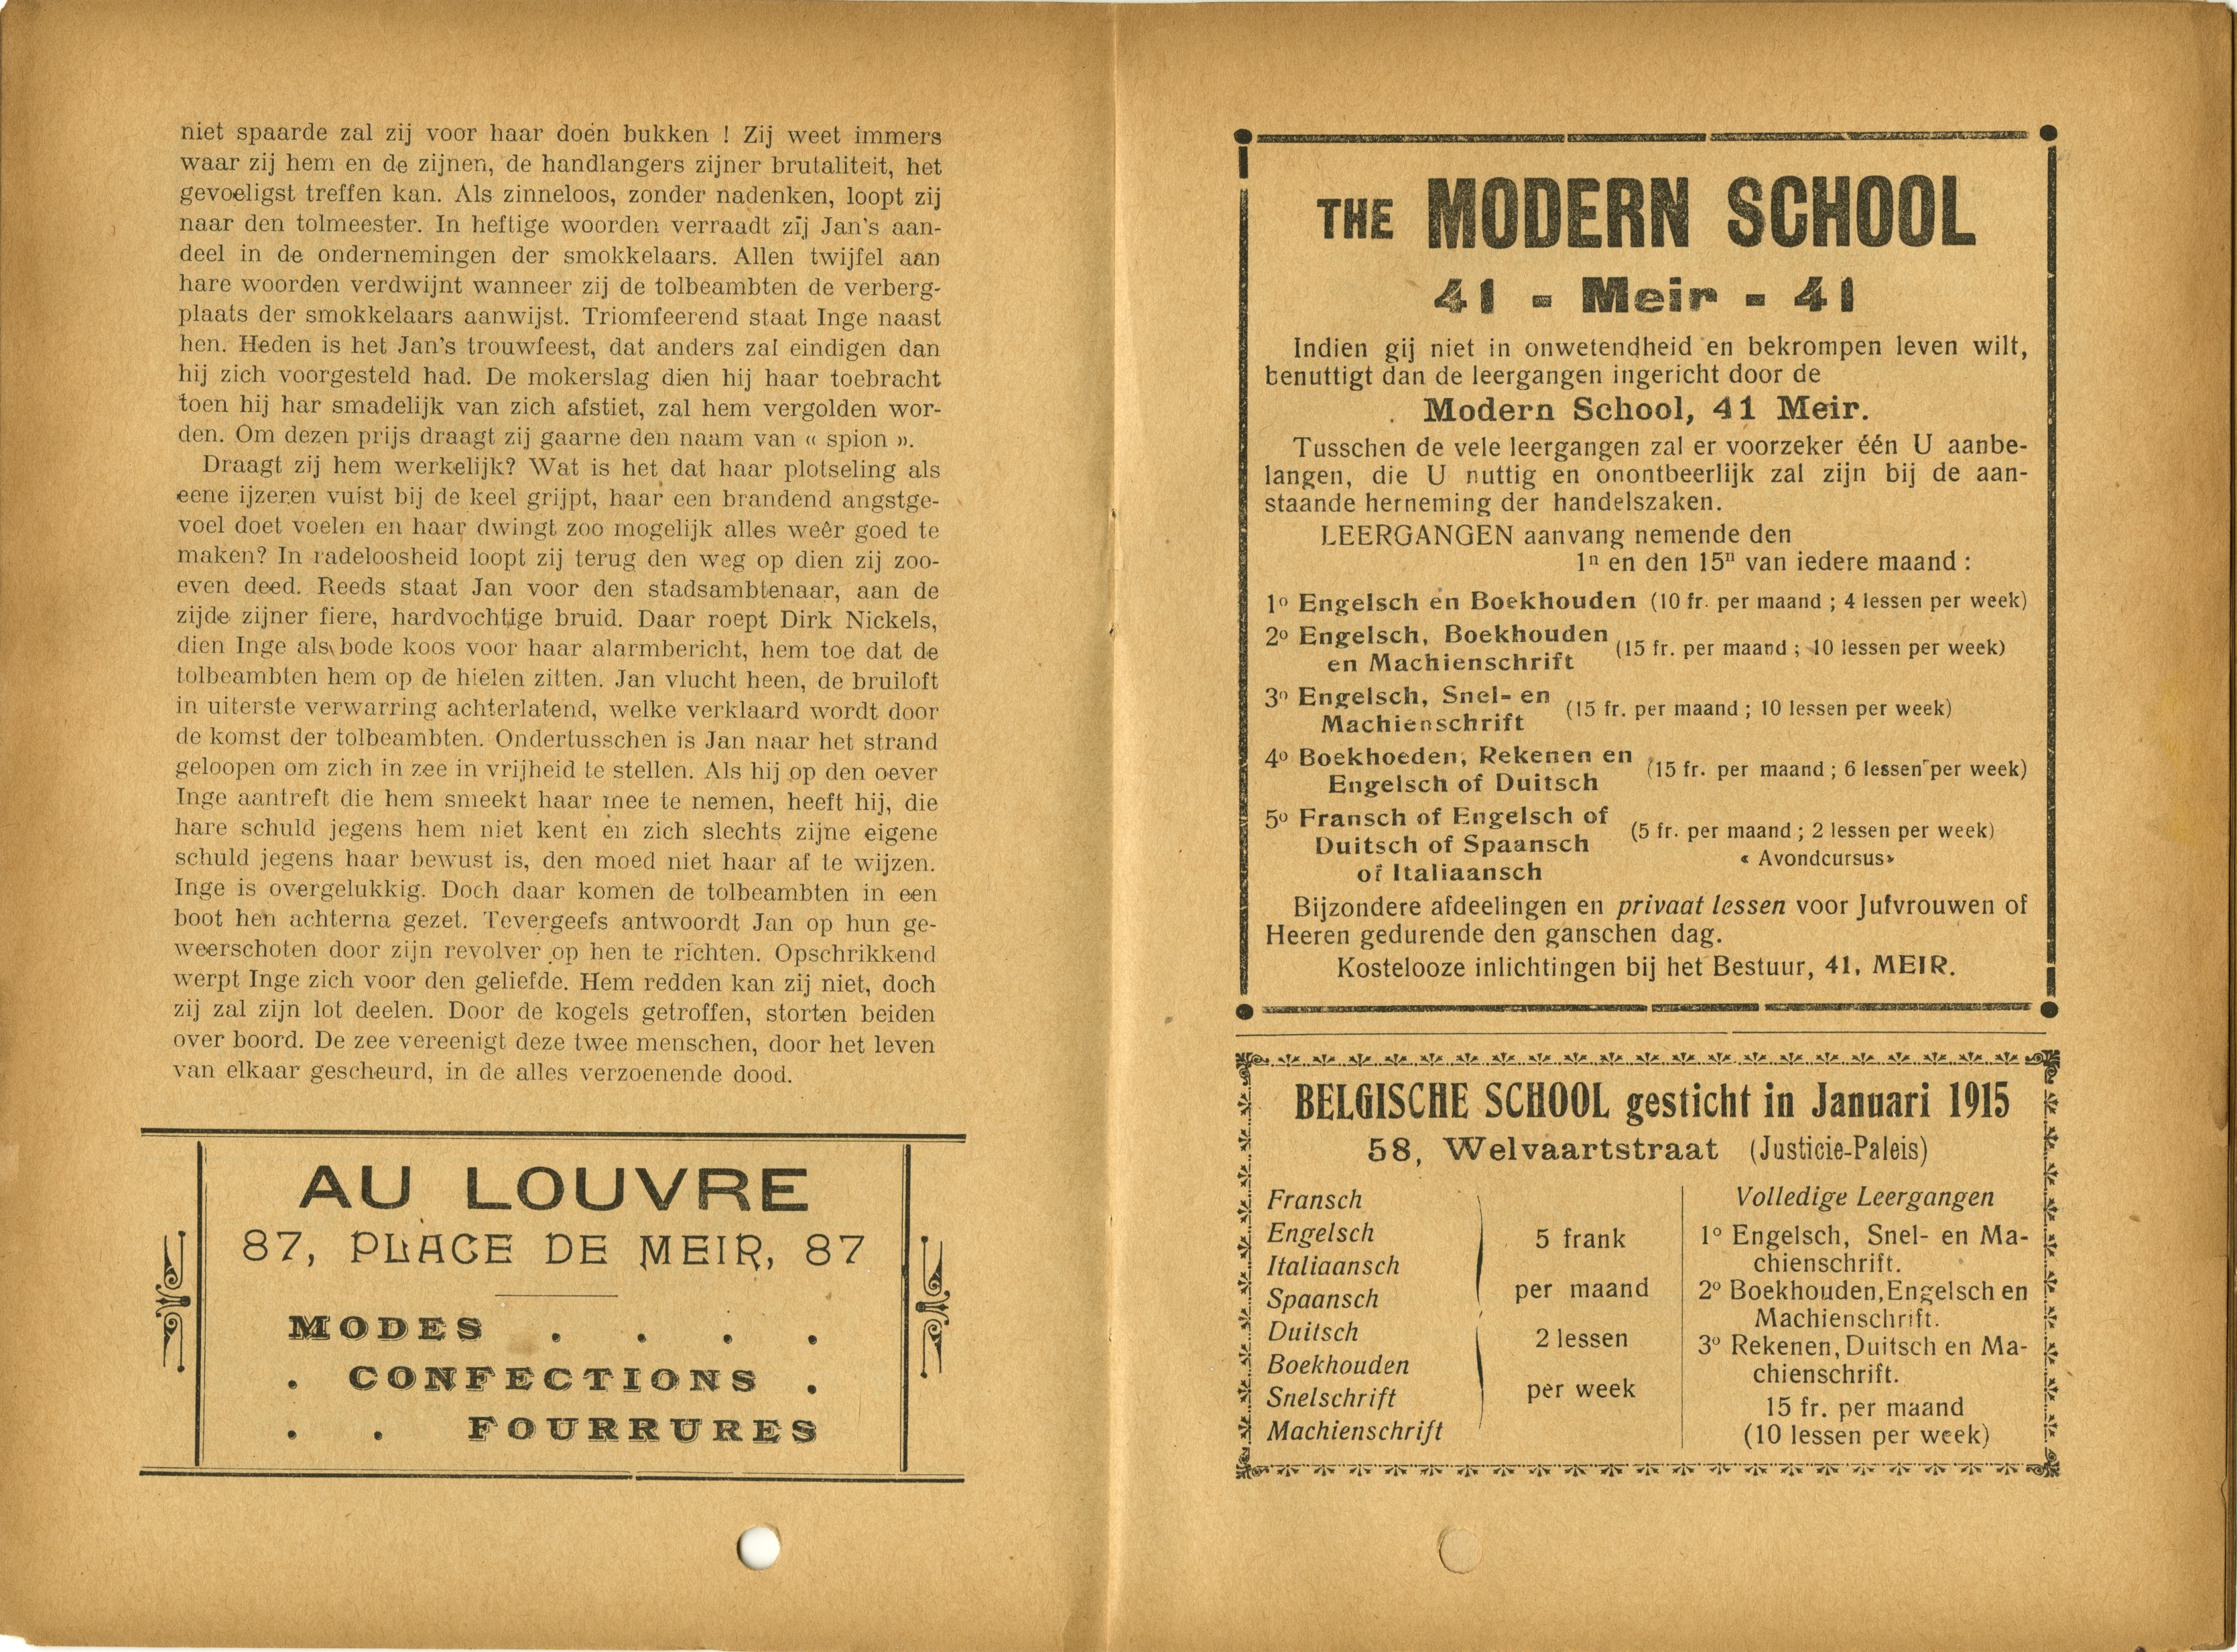 niet spaarde zal zij voor haar doen bukken ! Zij weet immers
waar zij hem en de zijnen, de handlangers zijner brutaliteit, het
gevoeligst treffen kan. Als zinneloos, zonder nadenken, loopt zij
naar den tolmeester. In heftige woorden verraadt zij Jan's aan-
deel in de ondernemingen der smokkelaars. Allen twijfel aan
hare woorden verdwijnt wanneer zij de tolbeambten de verberg-
plaats der smokkelaars aanwijst. Triomfeerend staat Inge naast
hen. Heden is het Jan's trouwfeest, dat anders zal eindigen dan
hij zich voorgesteld had. De mokerslag dien hij haar toebracht
toen hij har smadelijk van zich afstiet, zal hem vergolden wor-
den. Om dezen prijs draagt zij gaarne den naam van « spion ».
Draagt zij hem werkelijk? Wat is het dat haar plotseling als
eene ijzeren vuist bij de keel grijpt, haar een brandend angstge-
voel doet voelen en haar dwingt zoo mogelijk alles weêr goed te
maken? In radeloosheid loopt zij terug den weg op dien zij zoo-
even deed. Reeds staat Jan voor den stadsambtenaar, aan de
zijde zijner fiere, hardvochtige bruid. Daar roept Dirk Nickels,
dien Inge als bode koos voor haar alarmbericht, hem toe dat de
tolbeambten hem op de hielen zitten. Jan vlucht heen, de bruiloft
in uiterste verwarring achterlatend, welke verklaard wordt door
de komst der tolbeambten. Ondertusschen is Jan naar het strand
geloopen om zich in zee in vrijheid te stellen. Als hij op den oever
Inge aantreft die hem smeekt haar mee te nemen, heeft hij, die
hare schuld jegens hem niet kent en zich slechts zijne eigene
schuld jegens haar bewust is, den moed niet haar af te wijzen.
Inge is overgelukkig. Doch daar komen de tolbeambten in een
boot hen achterna gezet. Tevergeefs antwoordt Jan op hun ge-
weerschoten door zijn revolver op hen te richten. Opschrikkend
werpt Inge zich voor den geliefde. Hem redden kan zij niet, doch
zij zal zijn lot deelen. Door de kogels getroffen, storten beiden
over boord. De zee vereenigt deze twee menschen, door het leven
van elkaar gescheurd, in de alles verzoenende dood.
AU LOUVRE
87, PLACE DE MEIR, 87
MODES . . . .
. CONFECTIONS .
. . FOURRURES
THE MODERN SCHOOL
41 - Meir - 41
Indien gij niet in onwetendheid en bekrompen leven wilt,
benuttigt dan de leergangen ingericht door de
Modern School, 41 Meir.
Tusschen de vele leergangen zal er voorzeker één U aanbe-
langen, die U nuttig en onontbeerlijk zal zijn bij de aan-
staande herneming der handelszaken.
LEERGANGEN aanvang nemende den
1n en den 15n van iedere maand :
1o Engelsch en Boekhouden (10 fr. per maand ; 4 lessen per week)
2o Engelsch, Boekhouden
en Machienschrift (15 fr. per maand ; 10 lessen per week)
3o Engelsch, Snel- en
Machienschrift (15 fr. per maand ; 10 lessen per week)
4o Boekhoeden, Rekenen en
Engelsch of Duitsch (15 fr. per maand ; 6 lessen per week)
5o Fransch of Engelsch of
Duitsch of Spaansch (5 fr. per maand ; 2 lessen per week)
of Italiaansch « Avondcursus»
Bijzondere afdeelingen en privaat lessen voor Jufvrouwen of
Heeren gedurende den ganschen dag.
Kostelooze inlichtingen bij het Bestuur, 41, MEIR.
BELGISCHE SCHOOL gesticht in Januari 1915
58, Welvaartstraat (Justicie-Paleis)
Fransch
Engelsch
Italiaansch
Spaansch
Duitsch
Boekhouden
Snelschrift
Machienschrift
5 frank
per maand
2 lessen
per week
Volledige Leergangen
1o Engelsch, Snel- en Ma-
chienschrift.
2o Boekhouden, Engelsch en
Machienschrift.
3o Rekenen, Duitsch en Ma-
chienschrift.
15 fr. per maand
(10 lessen per week)